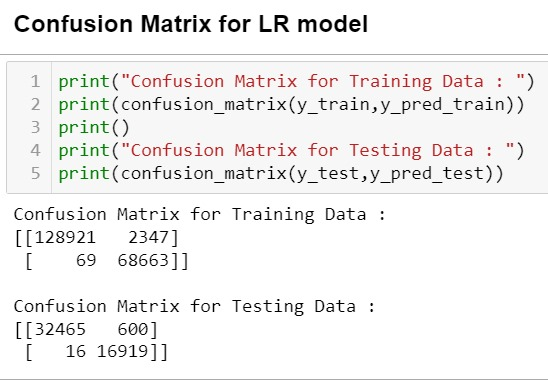 Confusion Matrix for LR model
1 print("Confusion Matrix for Training Data : ")
2 print(confusion_matrix(y_train,y_pred_train))
3 print()
4 print("Confusion Matrix for Testing Data : ")
5 print(confusion_matrix(y_test,y_pred_test))
Confusion Matrix for Training Data :
[[128921   2347]
 [    69  68663]]
Confusion Matrix for Testing Data :
[[32465   600]
 [   16 16919]]